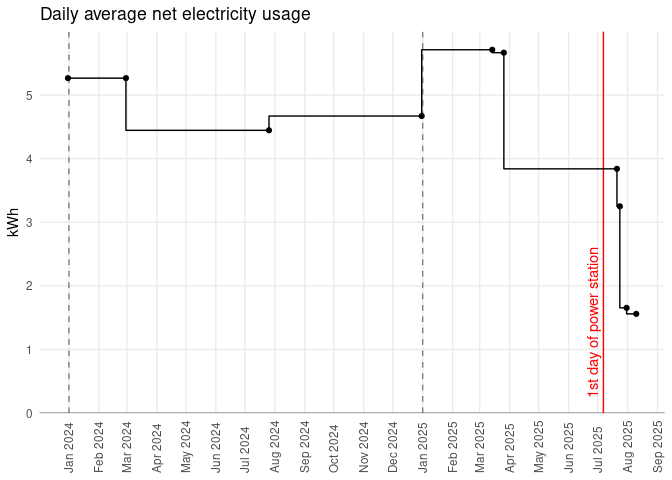 Daily average net electricity usage
kWh
5
4
3
2
1
0
1st day of power station
Jan 2024
Feb 2024
Mar 2024
Apr 2024
May 2024
Jun 2024
Jul 2024
Aug 2024
Sep 2024
Oct 2024
Nov 2024
Dec 2024
Jan 2025
Feb 2025
Mar 2025
Apr 2025
May 2025
Jun 2025
Jul 2025
Aug 2025
Sep 2025